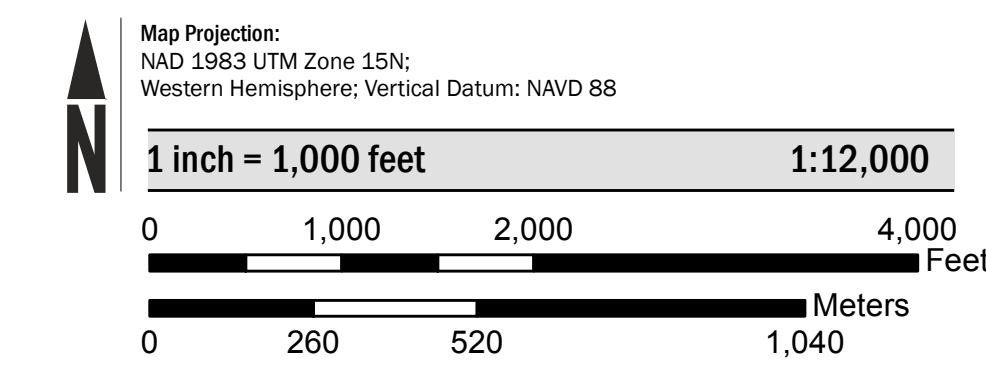 N
Map Projection:
NAD 1983 UTM Zone 15N;
Western Hemisphere; Vertical Datum: NAVD 88
1 inch = 1,000 feet 1:12,000
0 1,000 2,000 4,000
Feet
Meters
0 260 520 1,040